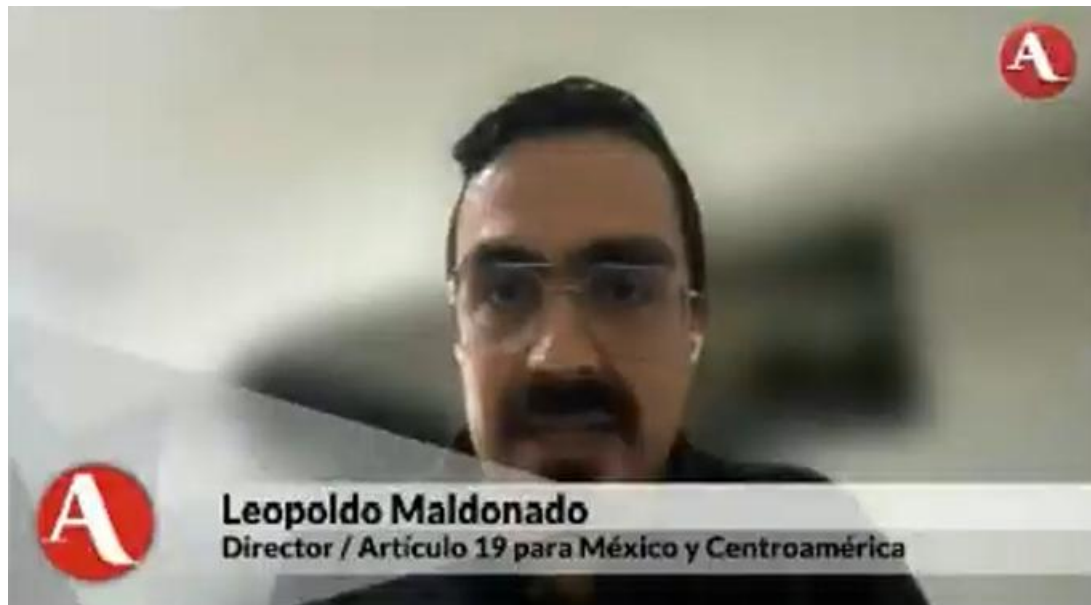 A
Leopoldo Maldonado
A
Director / Artículo 19 para México y Centroamérica